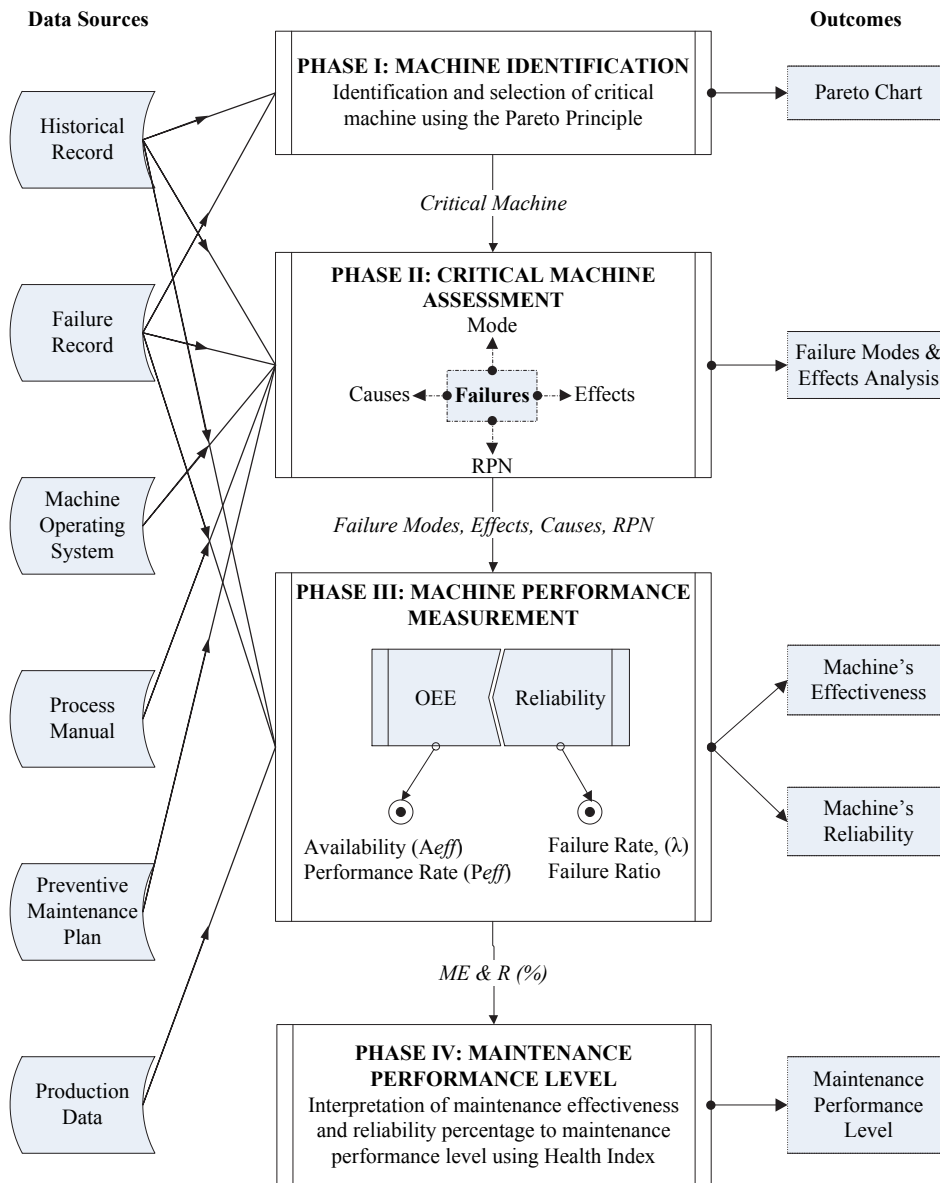 Data Sources
Outcomes
Historical
Record
Failure
Record
Machine
Operating
System
Process
Manual
Preventive
Maintenance
Plan
Production
Data
PHASE I: MACHINE IDENTIFICATION
Identification and selection of critical
machine using the Pareto Principle
Critical Machine
PHASE II: CRITICAL MACHINE
ASSESSMENT
Mode
Causes
Failures
Effects
RPN
Failure Modes, Effects, Causes, RPN
PHASE III: MACHINE PERFORMANCE
MEASUREMENT
OEE
Reliability
Availability (Aeff)
Performance Rate (Peff)
Failure Rate, (λ)
Failure Ratio
ME & R (%)
PHASE IV: MAINTENANCE
PERFORMANCE LEVEL
Interpretation of maintenance effectiveness
and reliability percentage to maintenance
performance level using Health Index
Pareto Chart
Failure Modes &
Effects Analysis
Machine’s
Effectiveness
Machine’s
Reliability
Maintenance
Performance
Level